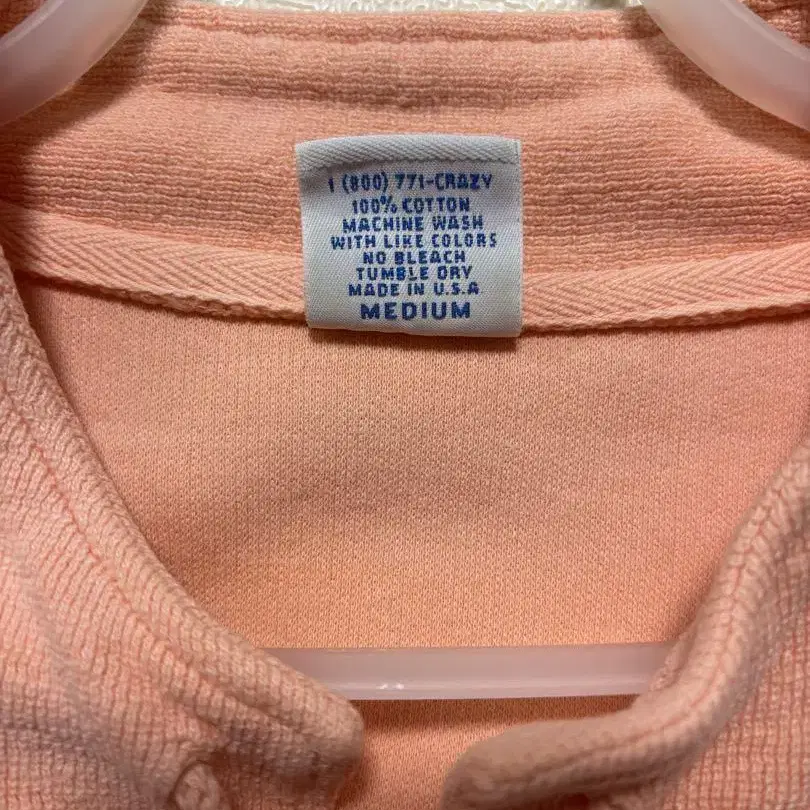 1 (800) 771-CRAZY
100% COTTON
MACHINE WASH
WITH LIKE COLORS
NO BLEACH
TUMBLE DRY
MADE IN U.S.A
MEDIUM